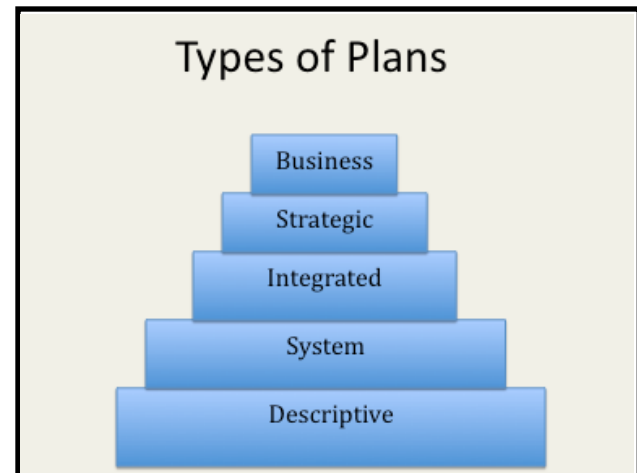 Types of Plans
Business
Strategic
Integrated
System
Descriptive